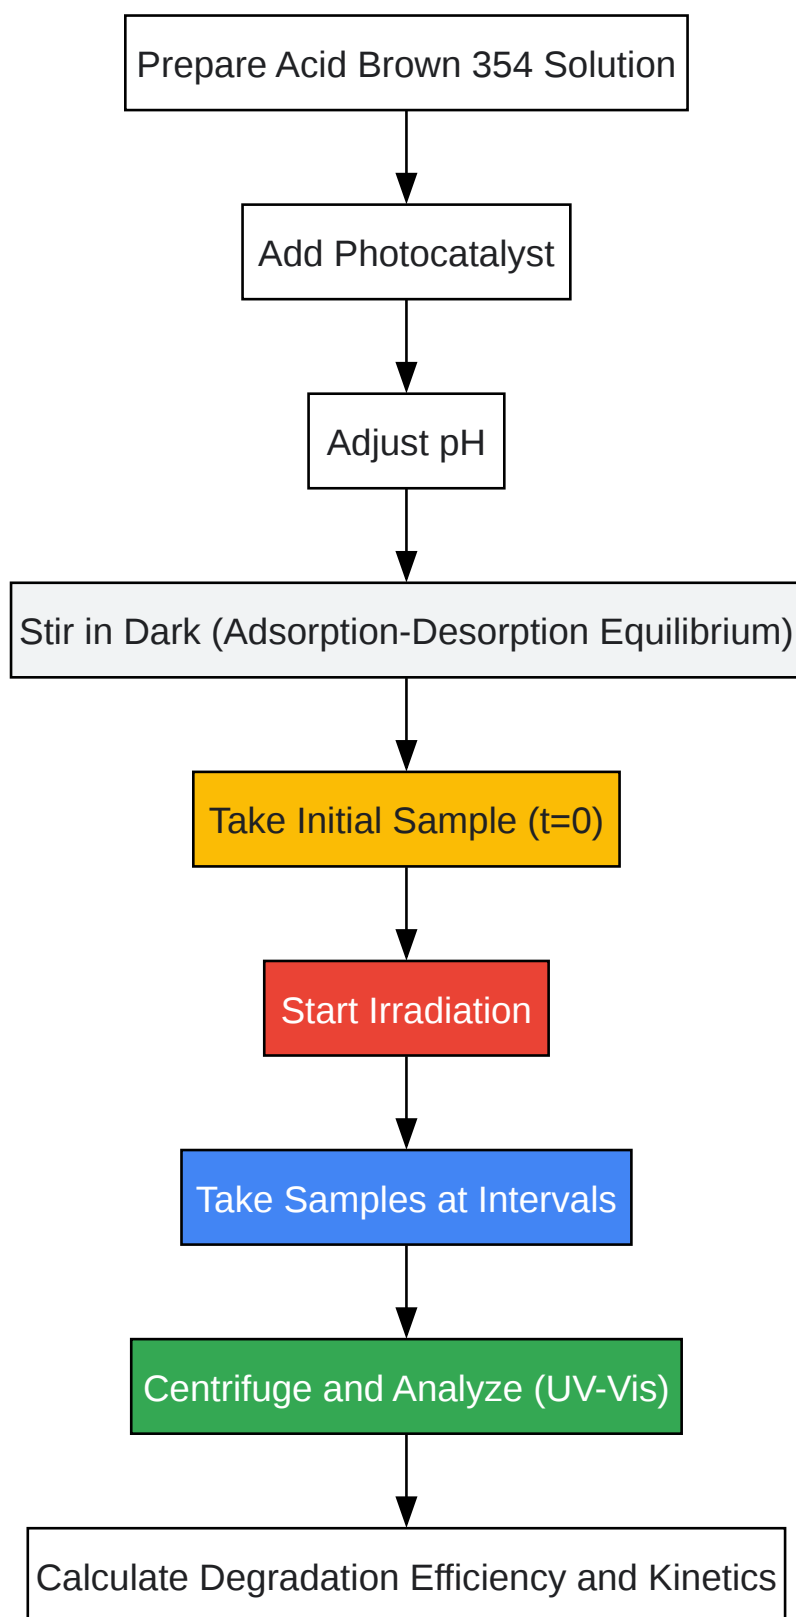 Prepare Acid Brown 354 Solution
Add Photocatalyst
Adjust pH
Stir in Dark (Adsorption-Desorption Equilibrium)
Take Initial Sample (t=0)
Start Irradiation
Take Samples at Intervals
Centrifuge and Analyze (UV-Vis)
Calculate Degradation Efficiency and Kinetics